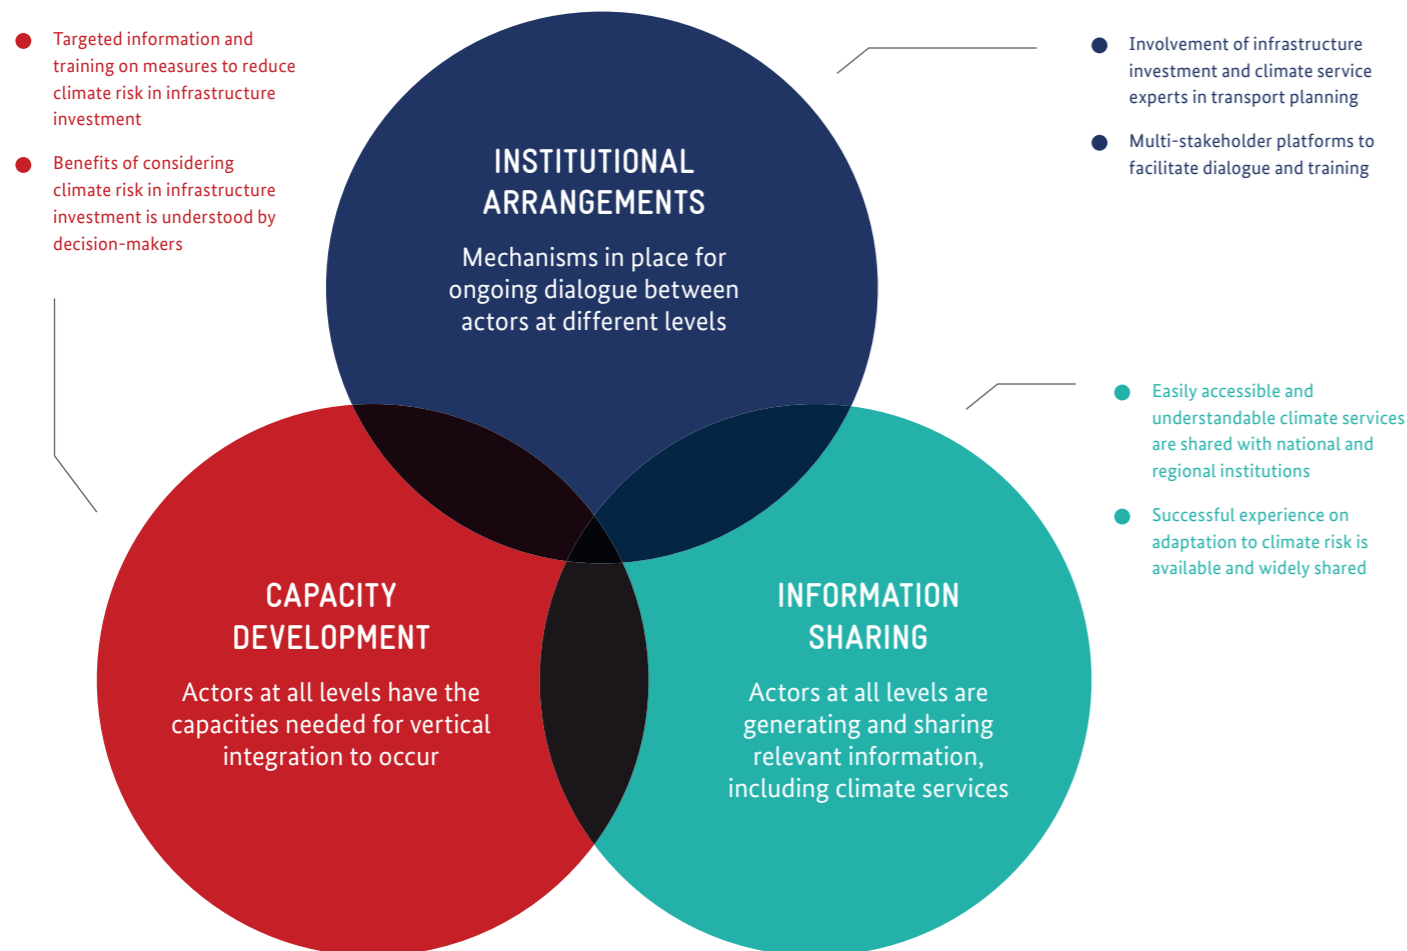 Targeted information and
training on measures to reduce
climate risk in infrastructure
investment
Benefits of considering
climate risk in infrastructure
investment is understood by
decision-makers
INSTITUTIONAL
ARRANGEMENTS
Mechanisms in place for
ongoing dialogue between
actors at different levels
Involvement of infrastructure
investment and climate service
experts in transport planning
Multi-stakeholder platforms to
facilitate dialogue and training
CAPACITY
DEVELOPMENT
Actors at all levels have the
capacities needed for vertical
integration to occur
INFORMATION
SHARING
Actors at all levels are
generating and sharing
relevant information,
including climate services
Easily accessible and
understandable climate services
are shared with national and
regional institutions
Successful experience on
adaptation to climate risk is
available and widely shared